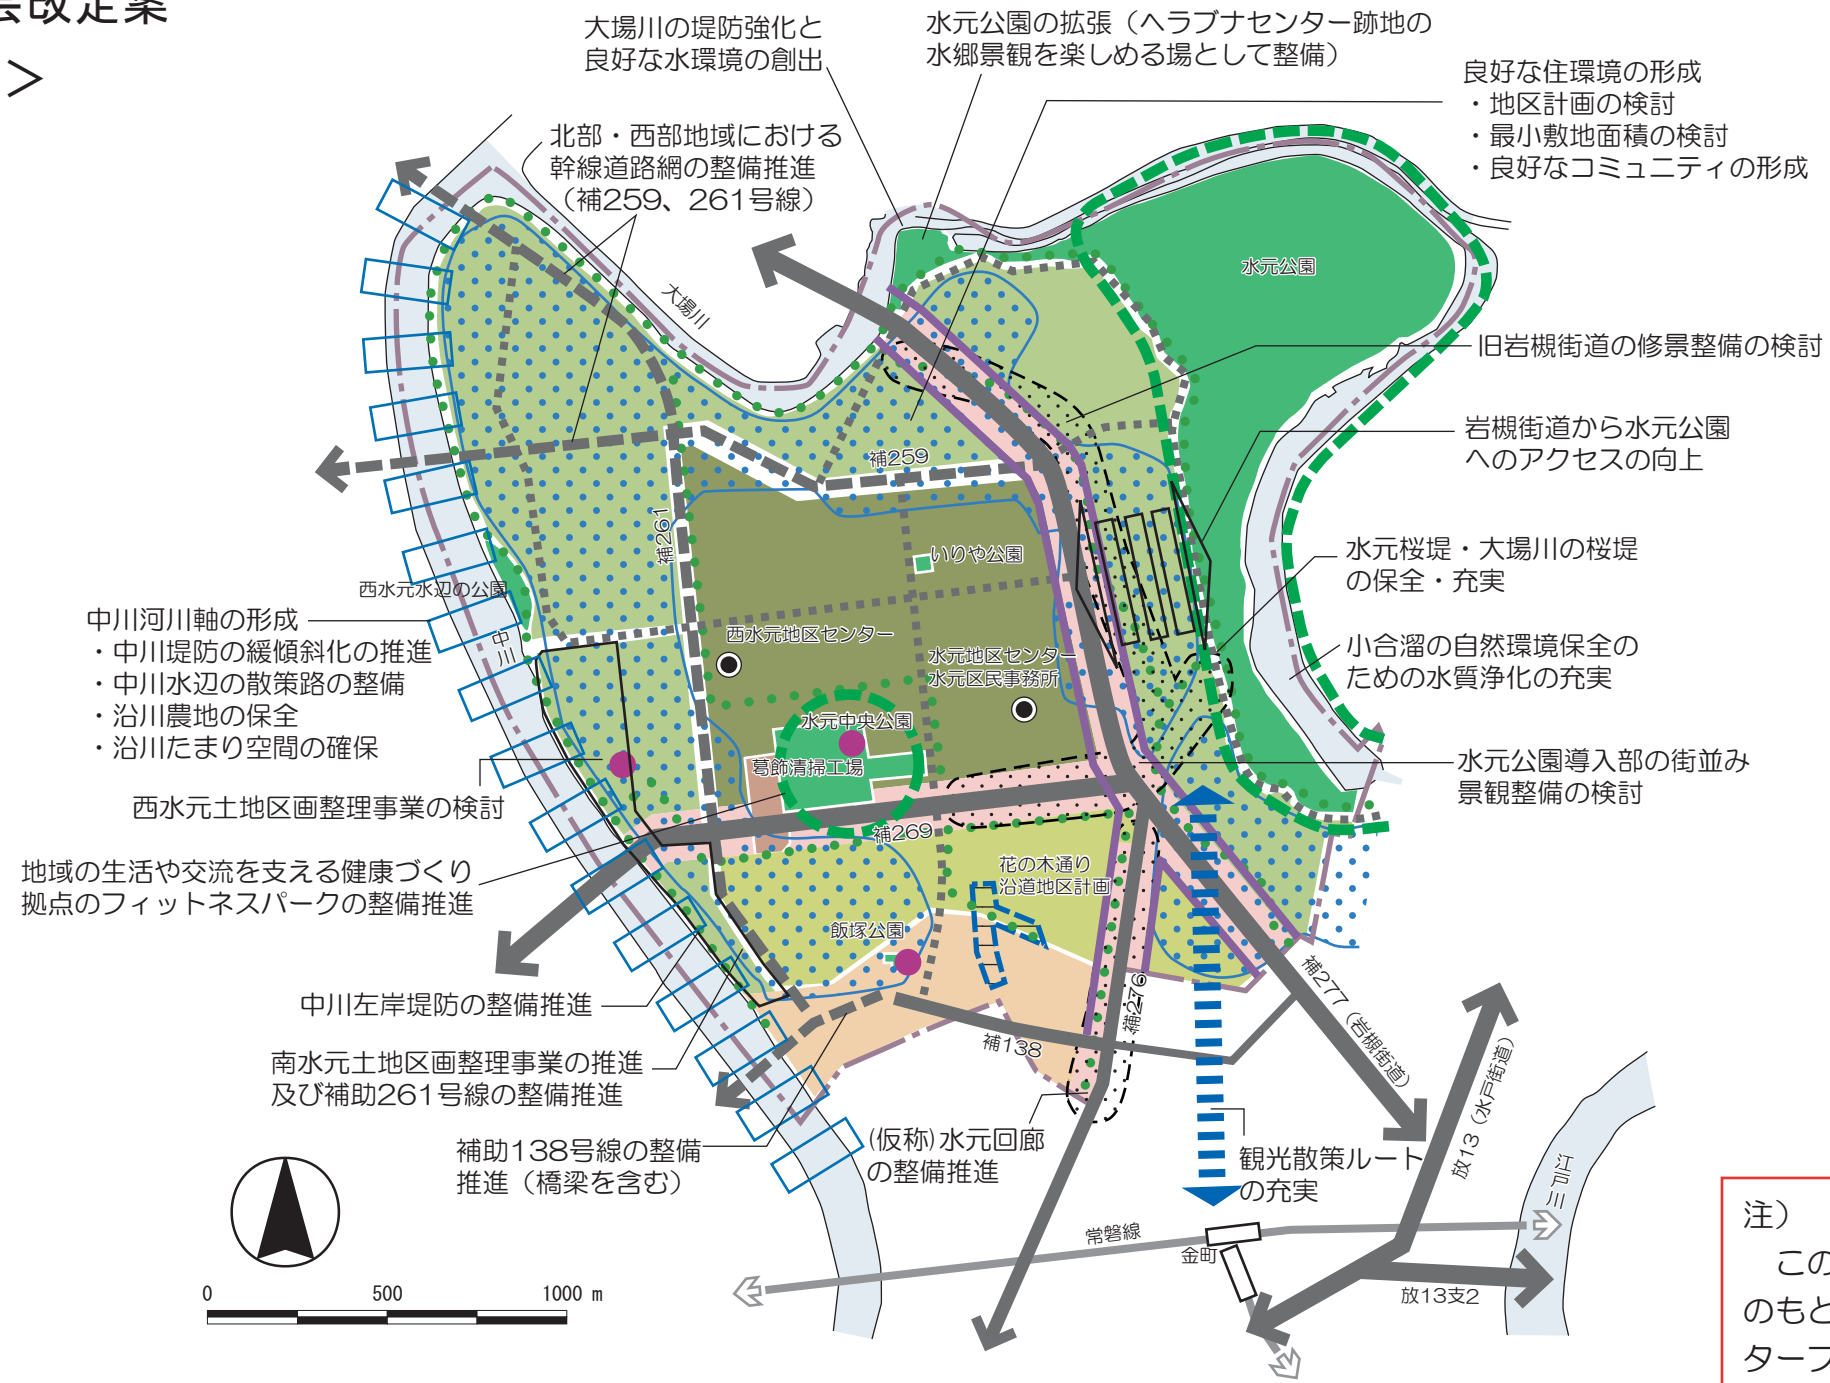 会改定案
＞
大場川の堤防強化と
良好な水環境の創出
水元公園の拡張（ヘラブナセンター跡地の
水郷景観を楽しめる場として整備）
良好な住環境の形成
・地区計画の検討
・最小敷地面積の検討
・良好なコミュニティの形成
北部・西部地域における
幹線道路網の整備推進
（補259、261号線）
大場川
水元公園
旧岩槻街道の修景整備の検討
岩槻街道から水元公園
へのアクセスの向上
補259
補261
いりや公園
水元桜堤・大場川の桜堤
の保全・充実
西水元水辺の公園
中川
中川河川軸の形成
・中川堤防の緩傾斜化の推進
・中川水辺の散策路の整備
・沿川農地の保全
・沿川たまり空間の確保
西水元地区センター
水元地区センター
水元区民事務所
小合溜の自然環境保全の
ための水質浄化の充実
水元中央公園
葛飾清掃工場
水元公園導入部の街並み
景観整備の検討
西水元土地区画整理事業の検討
補269
地域の生活や交流を支える健康づくり
拠点のフィットネスパークの整備推進
花の木通り
沿道地区計画
飯塚公園
中川左岸堤防の整備推進
補276
補277（岩槻街道）
補138
南水元土地区画整理事業の推進
及び補助261号線の整備推進
放13（水戸街道）
補助138号線の整備
推進（橋梁を含む）
(仮称)水元回廊
の整備推進
観光散策ルート
の充実
江戸川
常磐線
金町
放13支2
0 500 1000 m
注）
この
のもと
ターフ